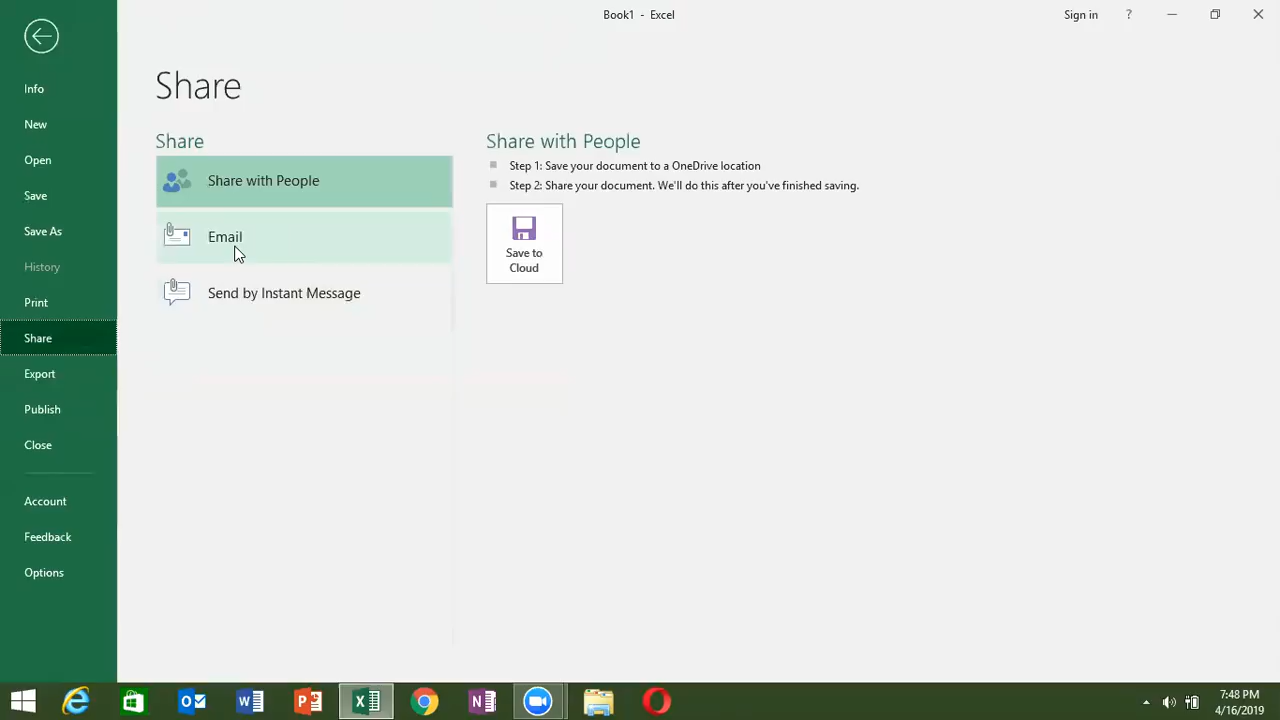 Book1 - Excel
Sign in
?
Info
New
Open
Save
Save As
History
Print
Share
Export
Publish
Close
Account
Feedback
Options
Share
Share
Share with People
Email
Send by Instant Message
Share with People
Step 1: Save your document to a OneDrive location
Step 2: Share your document. We'll do this after you've finished saving.
Save to
Cloud
7:48 PM
4/16/2019